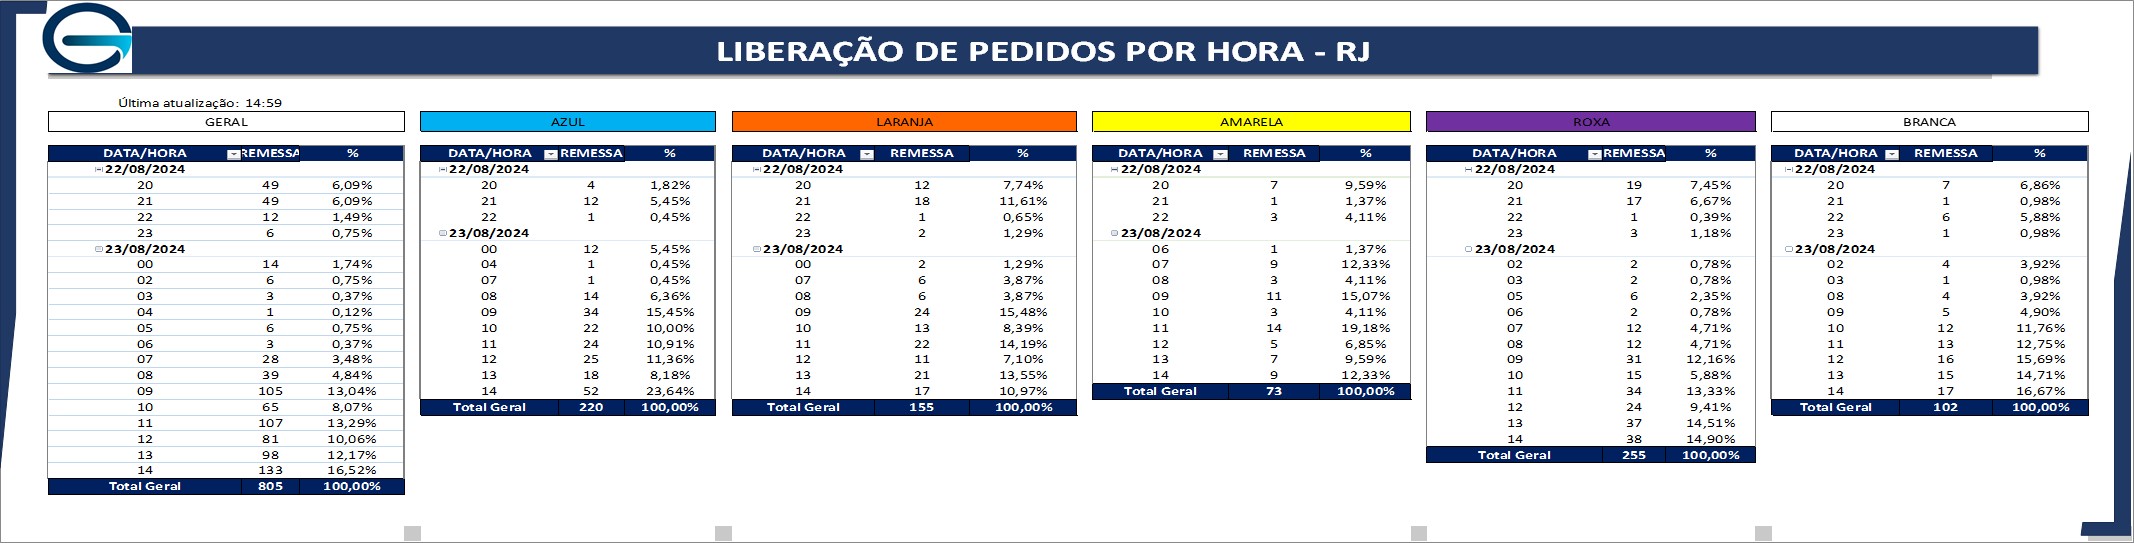 LIBERAÇÃO DE PEDIDOS POR HORA - RJ
Última atualização: 14:59
GERAL
DATA/HORA REMESSA %
22/08/2024
20 49 6,09%
21 49 6,09%
22 12 1,49%
23 6 0,75%
23/08/2024
00 14 1,74%
02 6 0,75%
03 3 0,37%
04 1 0,12%
05 6 0,75%
06 3 0,37%
07 28 3,48%
08 39 4,84%
09 105 13,04%
10 65 8,07%
11 107 13,29%
12 81 10,06%
13 98 12,17%
14 133 16,52%
Total Geral 805 100,00%
AZUL
DATA/HORA REMESSA %
22/08/2024
20 4 1,82%
21 12 5,45%
22 1 0,45%
23/08/2024
00 12 5,45%
04 1 0,45%
07 1 0,45%
08 14 6,36%
09 34 15,45%
10 22 10,00%
11 24 10,91%
12 25 11,36%
13 18 8,18%
14 52 23,64%
Total Geral 220 100,00%
LARANJA
DATA/HORA REMESSA %
22/08/2024
20 12 7,74%
21 18 11,61%
22 1 0,65%
23 2 1,29%
23/08/2024
00 2 1,29%
07 6 3,87%
08 6 3,87%
09 24 15,48%
10 13 8,39%
11 22 14,19%
12 11 7,10%
13 21 13,55%
14 17 10,97%
Total Geral 155 100,00%
AMARELA
DATA/HORA REMESSA %
22/08/2024
20 7 9,59%
21 1 1,37%
22 3 4,11%
23/08/2024
06 1 1,37%
07 9 12,33%
08 3 4,11%
09 11 15,07%
10 3 4,11%
11 14 19,18%
12 5 6,85%
13 7 9,59%
14 9 12,33%
Total Geral 73 100,00%
ROXA
DATA/HORA REMESSA %
22/08/2024
20 19 7,45%
21 17 6,67%
22 1 0,39%
23 3 1,18%
23/08/2024
02 2 0,78%
03 2 0,78%
05 6 2,35%
06 2 0,78%
07 12 4,71%
08 12 4,71%
09 31 12,16%
10 15 5,88%
11 34 13,33%
12 24 9,41%
13 37 14,51%
14 38 14,90%
Total Geral 255 100,00%
BRANCA
DATA/HORA REMESSA %
22/08/2024
20 7 6,86%
21 1 0,98%
22 6 5,88%
23 1 0,98%
23/08/2024
02 4 3,92%
03 1 0,98%
08 4 3,92%
09 5 4,90%
10 12 11,76%
11 13 12,75%
12 16 15,69%
13 15 14,71%
14 17 16,67%
Total Geral 102 100,00%